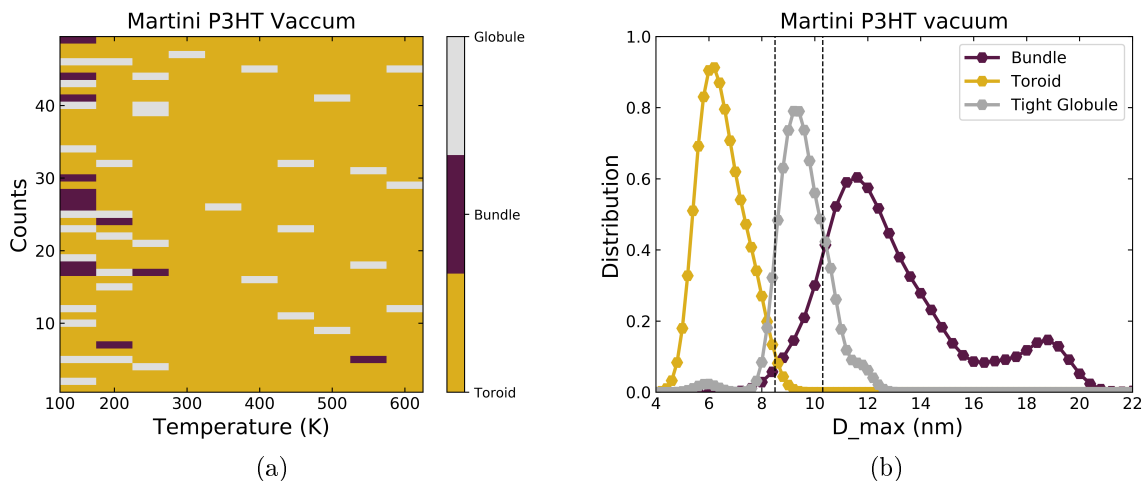 Martini P3HT Vaccum
Counts
40
30
20
10
100 200 300 400 500 600
Temperature (K)
Globule
Bundle
Toroid
(a)
Martini P3HT vacuum
Distribution
1.0
0.8
0.6
0.4
0.2
0.0
4 6 8 10 12 14 16 18 20 22
D_max (nm)
Bundle
Toroid
Tight Globule
(b)